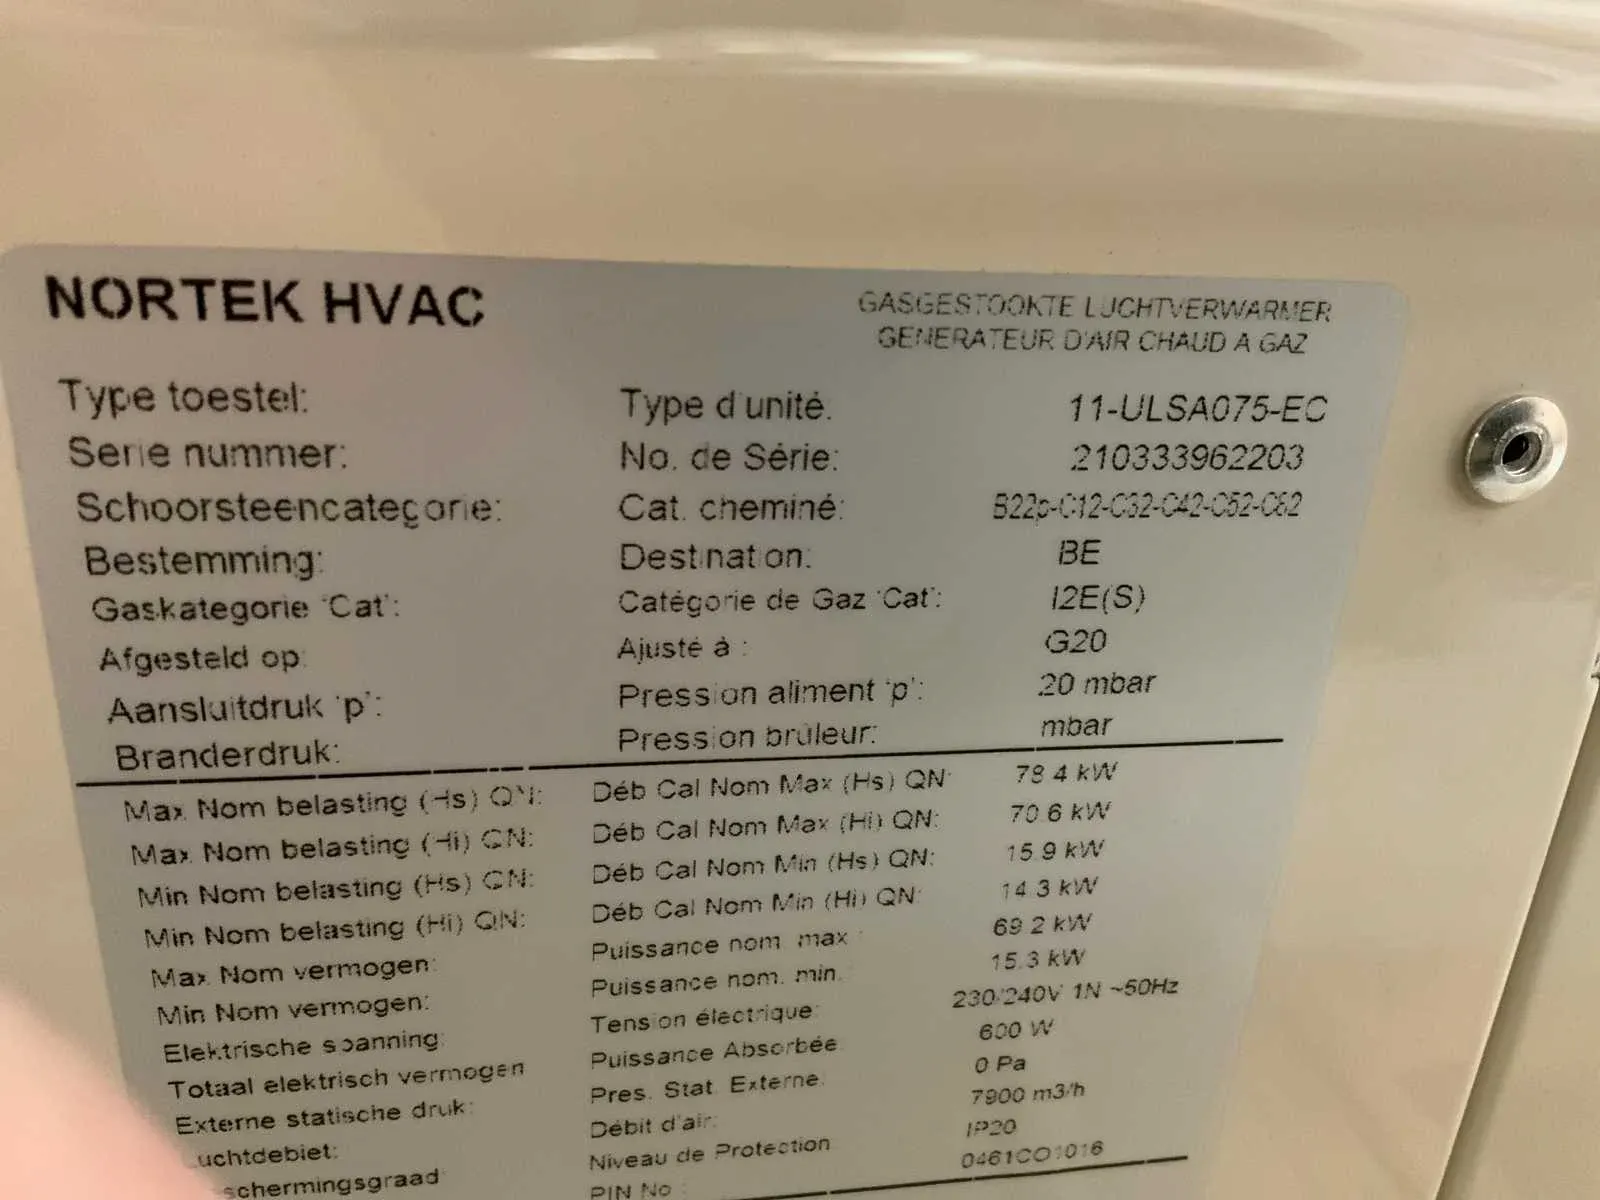 NORTEK HVAC
GASGESTOOKTE LUCHTVERWARMER
GENERATEUR D'AIR CHAUD A GAZ
Type toestel: Type d'unité. 11-ULSA075-EC
Serie nummer: No. de Série: 210333962203
Schoorsteencategorie: Cat. cheminé: B22p-C12-C32-C42-C52-C62
Bestemming: Destination: BE
Gaskategorie 'Cat': Catégorie de Gaz 'Cat': I2E(S)
Afgesteld op: Ajusté à : G20
Aansluitdruk 'p': Pression aliment 'p': 20 mbar
Branderdruk: Pression brûleur: mbar
Max Nom belasting (Hs) QN: Déb Cal Nom Max (Hs) QN: 78.4 kW
Max Nom belasting (Hi) QN: Déb Cal Nom Max (Hi) QN: 70.6 kW
Min Nom belasting (Hs) QN: Déb Cal Nom Min (Hs) QN: 15.9 kW
Min Nom belasting (Hi) QN: Déb Cal Nom Min (Hi) QN: 14.3 kW
Max Nom vermogen: Puissance nom. max : 69.2 kW
Min Nom vermogen: Puissance nom. min. 15.3 kW
Elektrische spanning: Tension électrique: 230/240V 1N ~50Hz
Totaal elektrisch vermogen Puissance Absorbée 600 W
Externe statische druk: Pres. Stat. Externe: 0 Pa
uchtdebiet: Débit d'air: 7900 m3/h
schermingsgraad Niveau de Protection IP20
PIN No : 0461CO1016